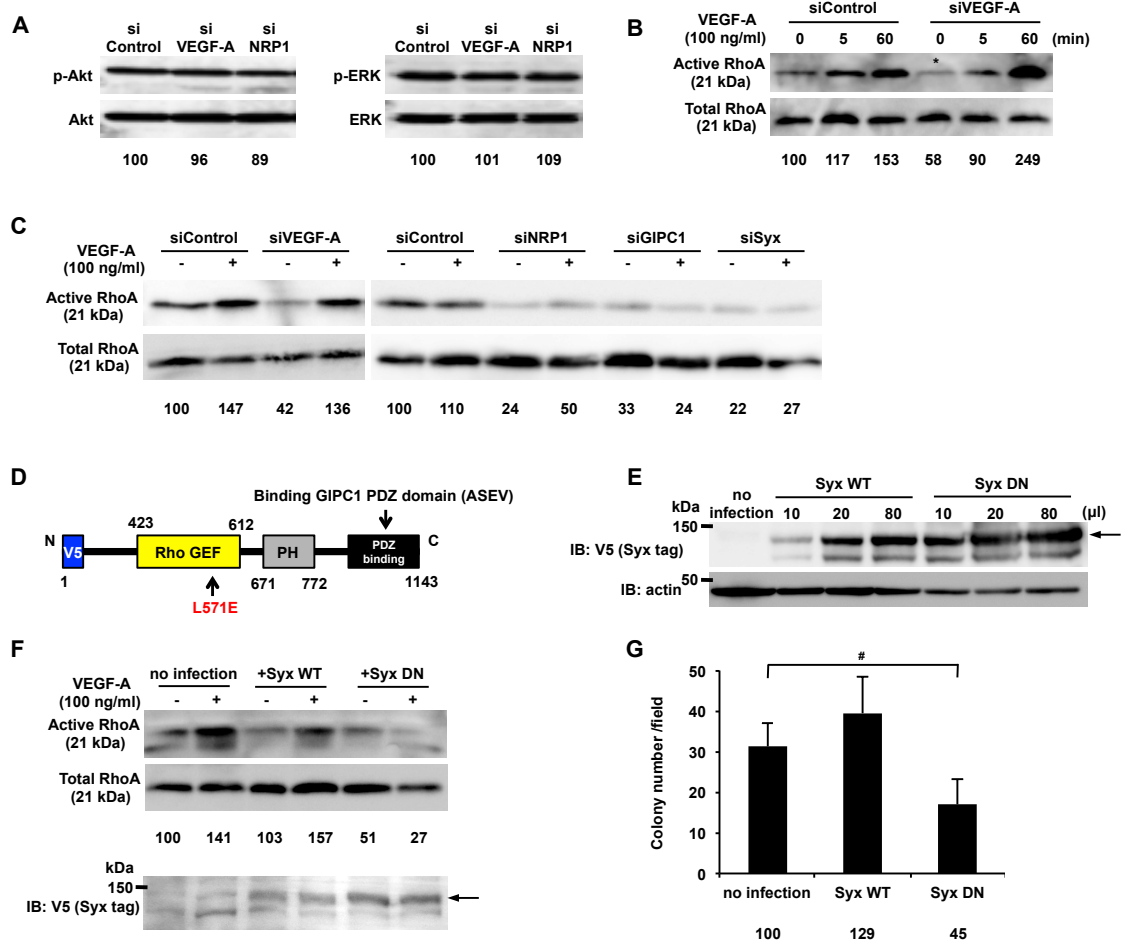 A
si Control
si VEGF-A
si NRP1
p-Akt
Akt
100 96 89
si Control
si VEGF-A
si NRP1
p-ERK
ERK
100 101 109
B
siControl siVEGF-A
VEGF-A
(100 ng/ml)
0 5 60 0 5 60 (min)
Active RhoA
(21 kDa)
*
Total RhoA
(21 kDa)
100 117 153 58 90 249
C
siControl siVEGF-A siControl siNRP1 siGIPC1 siSyx
VEGF-A
(100 ng/ml)
- + - + - + - + - + - +
Active RhoA
(21 kDa)
Total RhoA
(21 kDa)
100 147 42 136 100 110 24 50 33 24 22 27
D
Binding GIPC1 PDZ domain (ASEV)
423 612
N V5 Rho GEF PH PDZ binding C
1 671 772 1143
L571E
E
no infection
Syx WT Syx DN
kDa
10 20 80 10 20 80 (µl)
150
IB: V5 (Syx tag)
50
IB: actin
F
no infection +Syx WT +Syx DN
VEGF-A
(100 ng/ml)
- + - + - +
Active RhoA
(21 kDa)
Total RhoA
(21 kDa)
100 141 103 157 51 27
kDa
150
IB: V5 (Syx tag)
G
Colony number /field
50
40
30
20
10
0
#
no infection Syx WT Syx DN
100 129 45